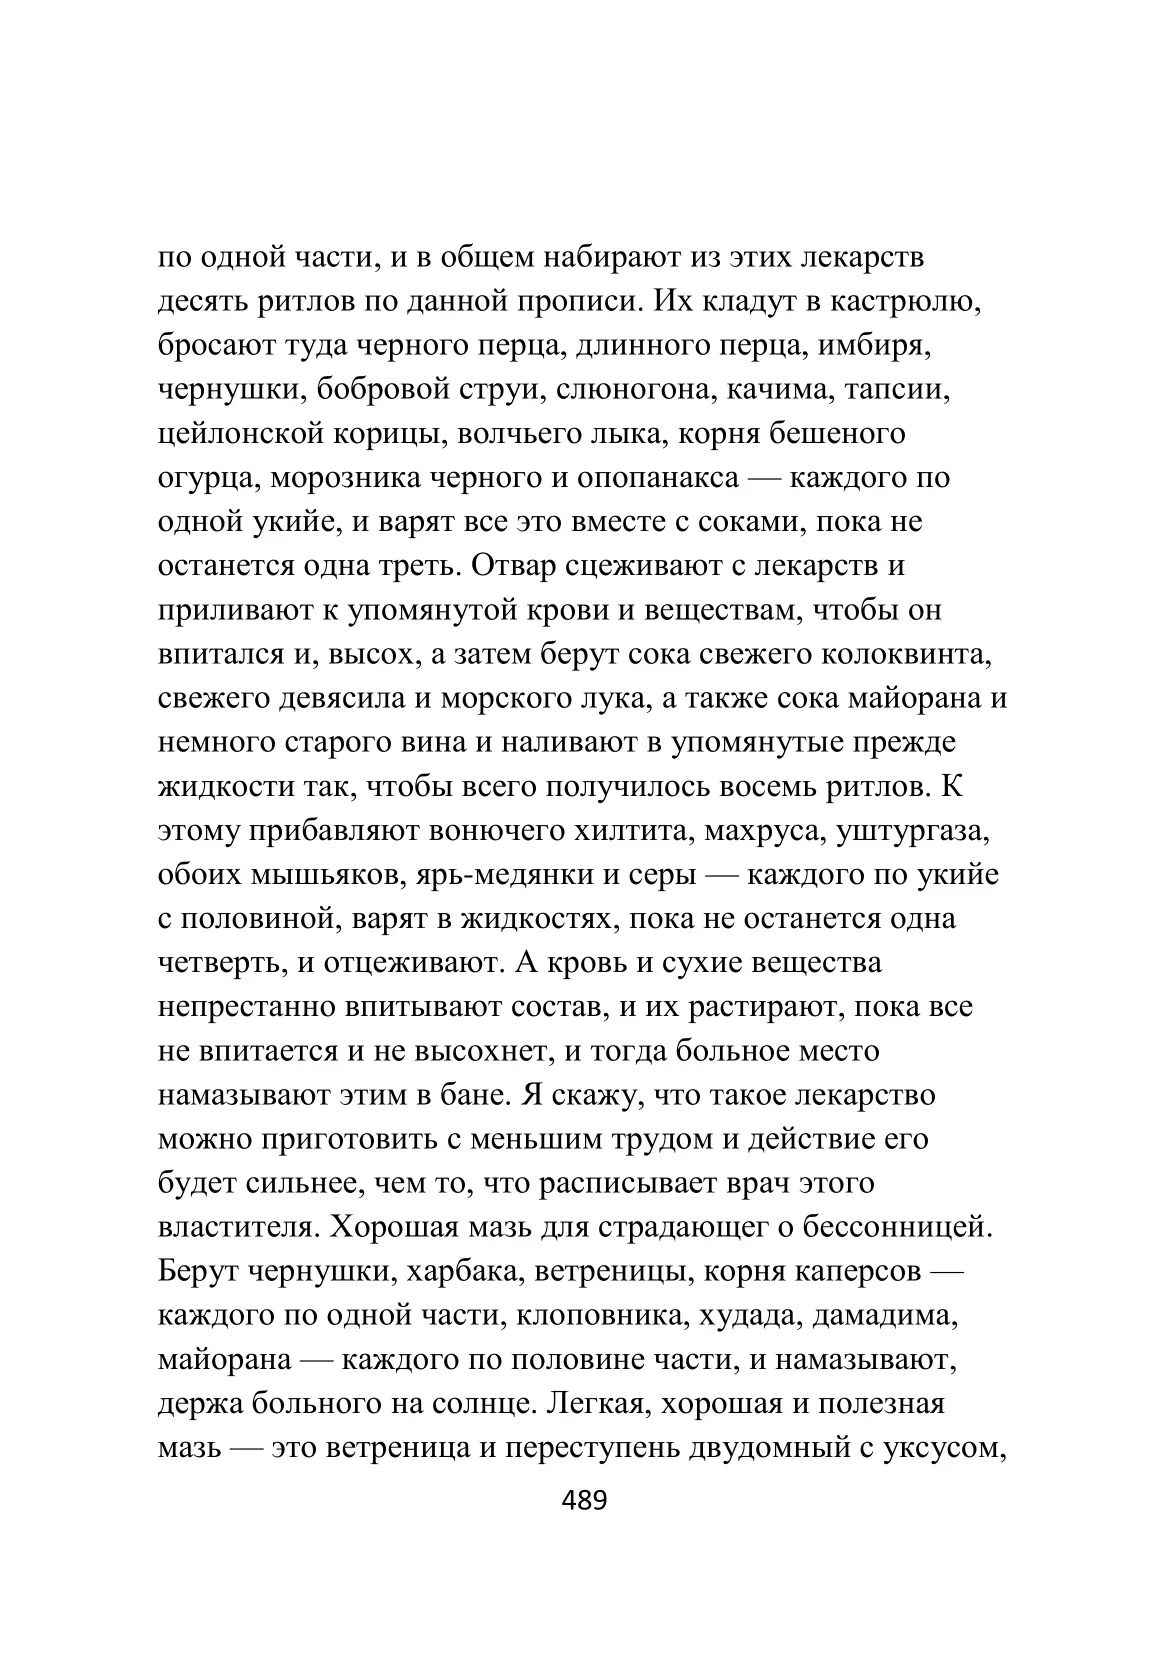 по одной части, и в общем набирают из этих лекарств
десять ритлов по данной прописи. Их кладут в кастрюлю,
бросают туда черного перца, длинного перца, имбиря,
чернушки, бобровой струи, слюногона, качима, тапсии,
цейлонской корицы, волчьего лыка, корня бешеного
огурца, морозника черного и опопанакса — каждого по
одной укийе, и варят все это вместе с соками, пока не
останется одна треть. Отвар сцеживают с лекарств и
приливают к упомянутой крови и веществам, чтобы он
впитался и, высох, а затем берут сока свежего колоквинта,
свежего девясила и морского лука, а также сока майорана и
немного старого вина и наливают в упомянутые прежде
жидкости так, чтобы всего получилось восемь ритлов. К
этому прибавляют вонючего хилтита, махруса, уштургаза,
обоих мышьяков, ярь-медянки и серы — каждого по укийе
с половиной, варят в жидкостях, пока не останется одна
четверть, и отцеживают. А кровь и сухие вещества
непрестанно впитывают состав, и их растирают, пока все
не впитается и не высохнет, и тогда больное место
намазывают этим в бане. Я скажу, что такое лекарство
можно приготовить с меньшим трудом и действие его
будет сильнее, чем то, что расписывает врач этого
властителя. Хорошая мазь для страдающег о бессонницей.
Берут чернушки, харбака, ветреницы, корня каперсов —
каждого по одной части, клоповника, худада, дамадима,
майорана — каждого по половине части, и намазывают,
держа больного на солнце. Легкая, хорошая и полезная
мазь — это ветреница и переступень двудомный с уксусом,
489